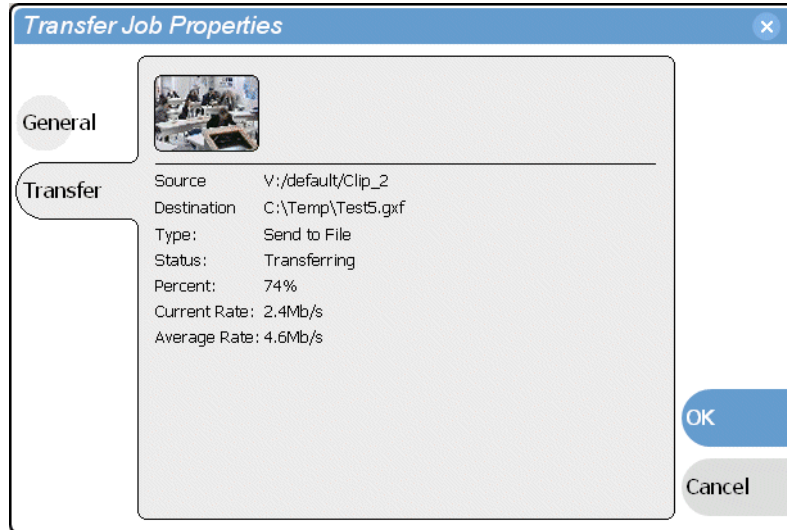 Transfer Job Properties
General
Transfer
Source V:/default/Clip_2
Destination C:\Temp\Test5.gxf
Type: Send to File
Status: Transferring
Percent: 74%
Current Rate: 2.4Mb/s
Average Rate: 4.6Mb/s
OK
Cancel